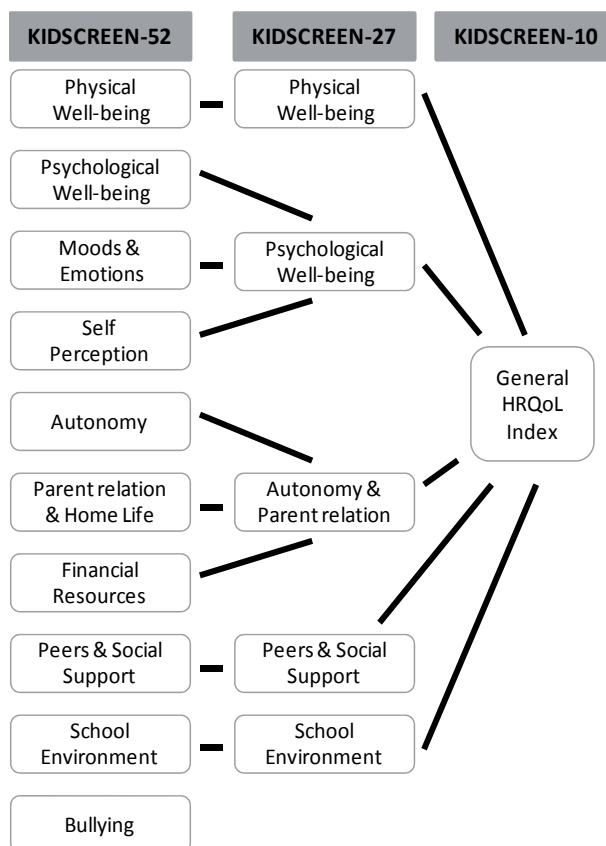 KIDSCREEN-52
KIDSCREEN-27
KIDSCREEN-10
Physical
Well-being
Physical
Well-being
Psychological
Well-being
Moods &
Emotions
Psychological
Well-being
Self
Perception
General
HRQoL
Index
Autonomy
Parent relation
& Home Life
Autonomy &
Parent relation
Financial
Resources
Peers & Social
Support
Peers & Social
Support
School
Environment
School
Environment
Bullying